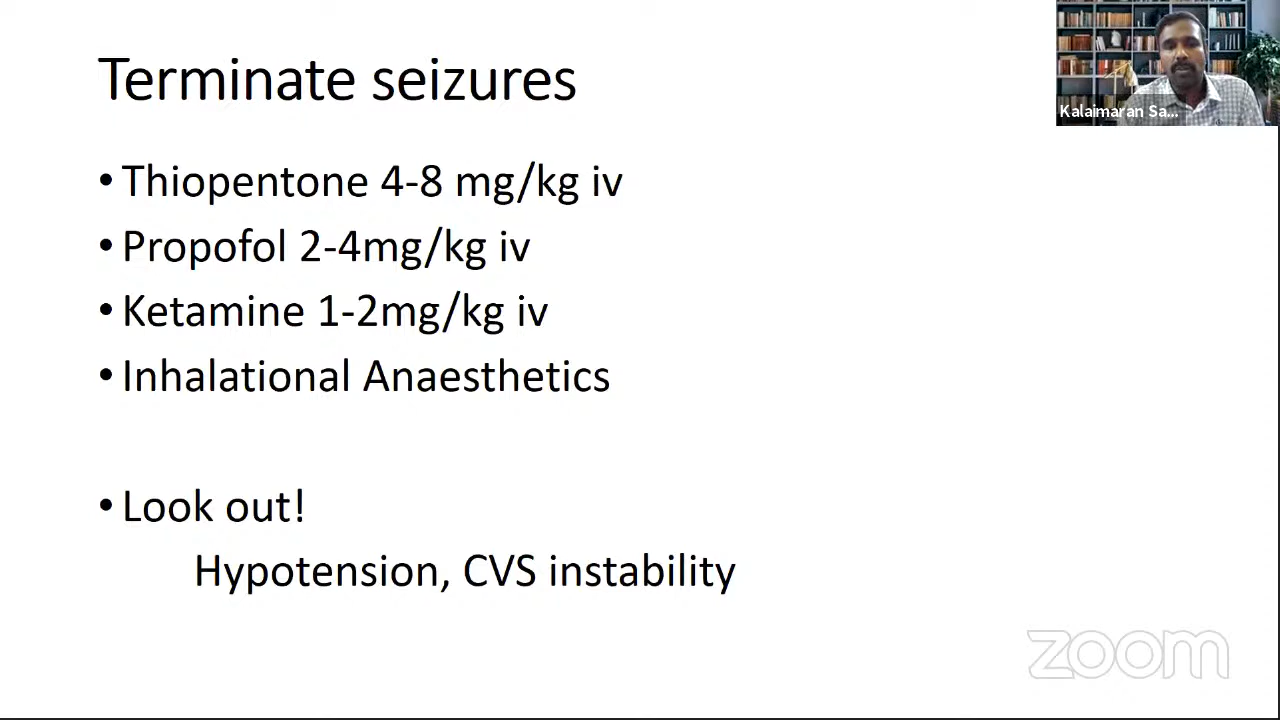 Terminate seizures
Kalaimaran Sa...
• Thiopentone 4-8 mg/kg iv
• Propofol 2-4mg/kg iv
• Ketamine 1-2mg/kg iv
• Inhalational Anaesthetics
• Look out!
Hypotension, CVS instability
zoom